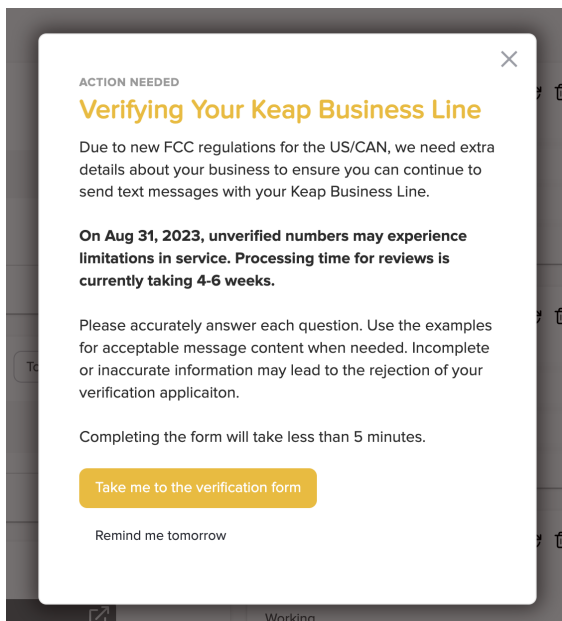 ACTION NEEDED
Verifying Your Keap Business Line
Due to new FCC regulations for the US/CAN, we need extra
details about your business to ensure you can continue to
send text messages with your Keap Business Line.
On Aug 31, 2023, unverified numbers may experience
limitations in service. Processing time for reviews is
currently taking 4-6 weeks.
Please accurately answer each question. Use the examples
for acceptable message content when needed. Incomplete
or inaccurate information may lead to the rejection of your
verification applicaiton.
Completing the form will take less than 5 minutes.
Take me to the verification form
Remind me tomorrow
Working